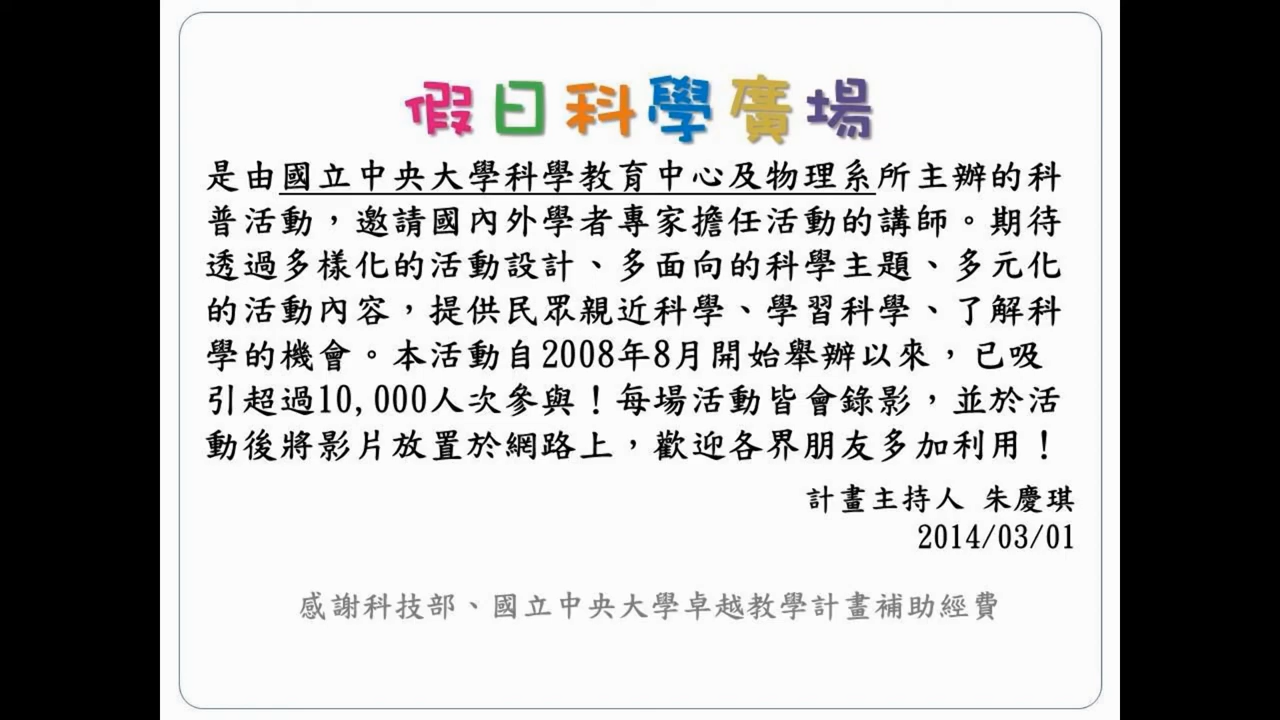 假日科學廣場
是由國立中央大學科學教育中心及物理系所主辦的科
普活動，邀請國內外學者專家擔任活動的講師。期待
透過多樣化的活動設計、多面向的科學主題、多元化
的活動內容，提供民眾親近科學、學習科學、了解科
學的機會。本活動自2008年8月開始舉辦以來，已吸
引超過10,000人次參與！每場活動皆會錄影，並於活
動後將影片放置於網路上，歡迎各界朋友多加利用！
計畫主持人 朱慶琪
2014/03/01
感謝科技部、國立中央大學卓越教學計畫補助經費